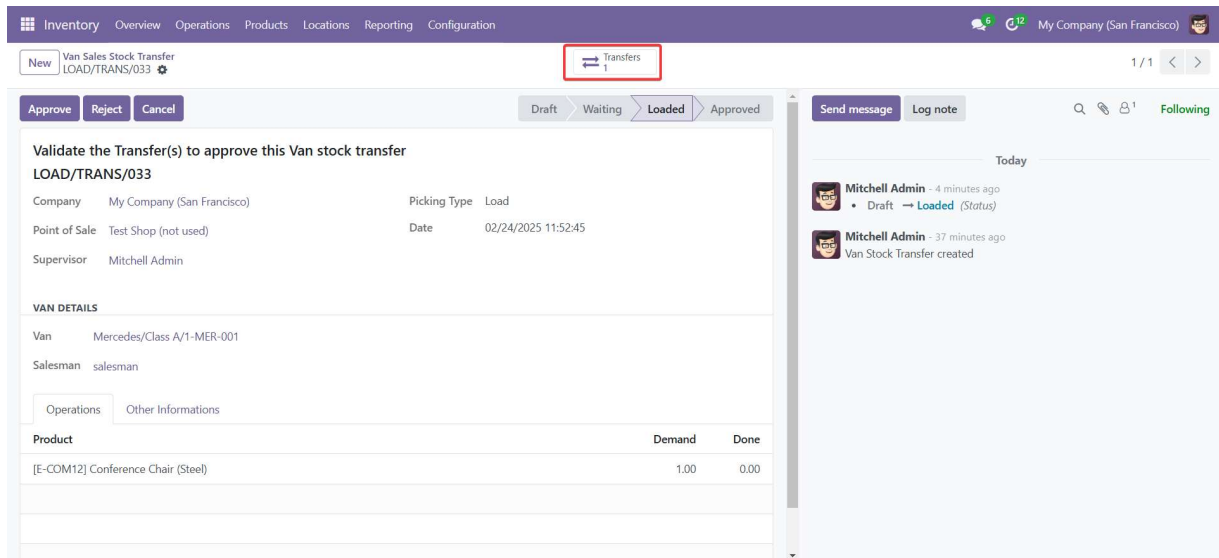 Inventory Overview Operations Products Locations Reporting Configuration 6 12 My Company (San Francisco)
New Van Sales Stock Transfer
LOAD/TRANS/033
Transfers
1
1 / 1
Approve Reject Cancel Draft Waiting Loaded Approved
Send message Log note 1 Following
Validate the Transfer(s) to approve this Van stock transfer
LOAD/TRANS/033
Company My Company (San Francisco) Picking Type Load
Point of Sale Test Shop (not used) Date 02/24/2025 11:52:45
Supervisor Mitchell Admin
VAN DETAILS
Van Mercedes/Class A/1-MER-001
Salesman salesman
Operations Other Informations
Product Demand Done
[E-COM12] Conference Chair (Steel) 1.00 0.00
Today
Mitchell Admin - 4 minutes ago
• Draft → Loaded (Status)
Mitchell Admin - 37 minutes ago
Van Stock Transfer created